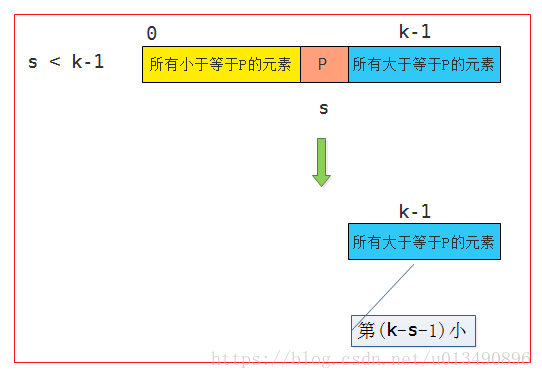 0
k-1
s < k-1
所有小于等于P的元素
P
所有大于等于P的元素
s
k-1
所有大于等于P的元素
第(k-s-1)小
https://blog.csdn.net/u013490896